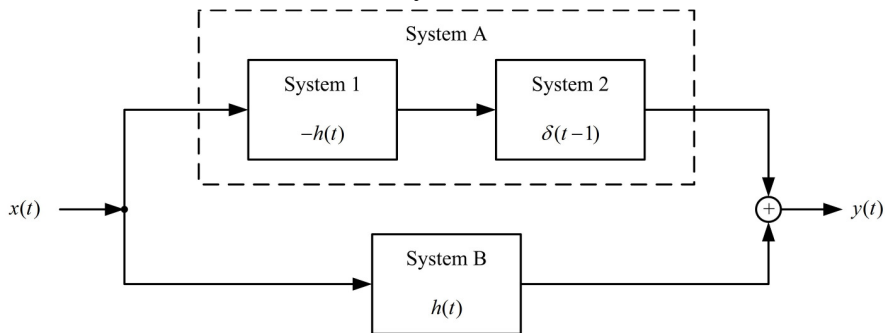 System A
System 1
System 2
−h(t)
δ(t−1)
x(t)
+
y(t)
System B
h(t)